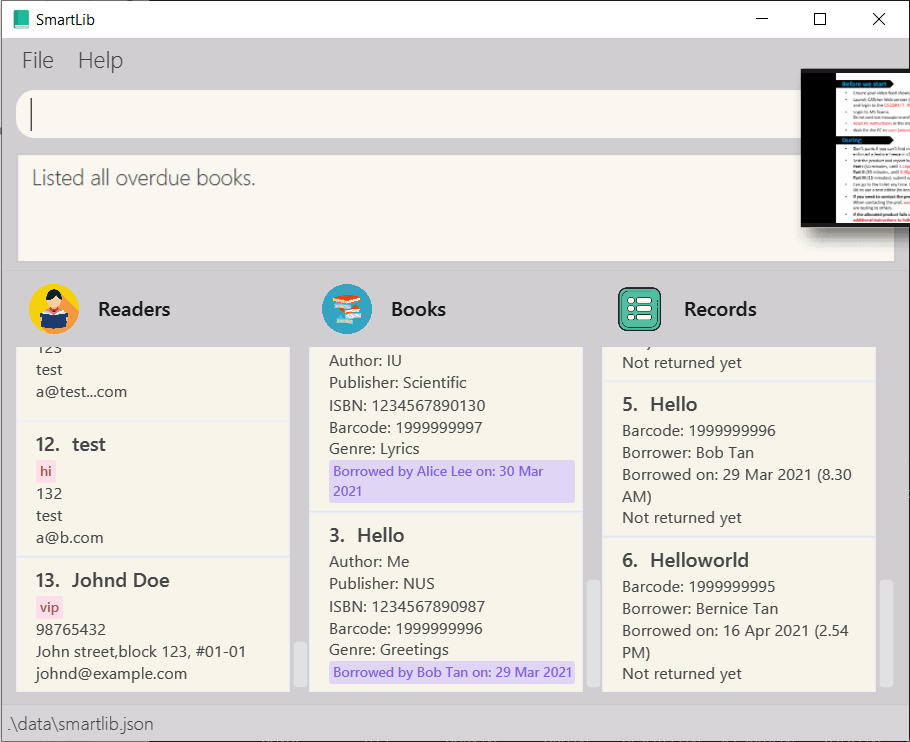 SmartLib
File Help
Before we start
During
Listed all overdue books.
Readers
123
test
a@test...com
12. test
hi
132
test
a@b.com
13. Johnd Doe
vip
98765432
John street,block 123, #01-01
johnd@example.com
Books
Author: IU
Publisher: Scientific
ISBN: 1234567890130
Barcode: 1999999997
Genre: Lyrics
Borrowed by Alice Lee on: 30 Mar
2021
3. Hello
Author: Me
Publisher: NUS
ISBN: 1234567890987
Barcode: 1999999996
Genre: Greetings
Borrowed by Bob Tan on: 29 Mar 2021
Records
Not returned yet
5. Hello
Barcode: 1999999996
Borrower: Bob Tan
Borrowed on: 29 Mar 2021 (8.30
AM)
Not returned yet
6. Helloworld
Barcode: 1999999995
Borrower: Bernice Tan
Borrowed on: 16 Apr 2021 (2.54
PM)
Not returned yet
.\data\smartlib.json